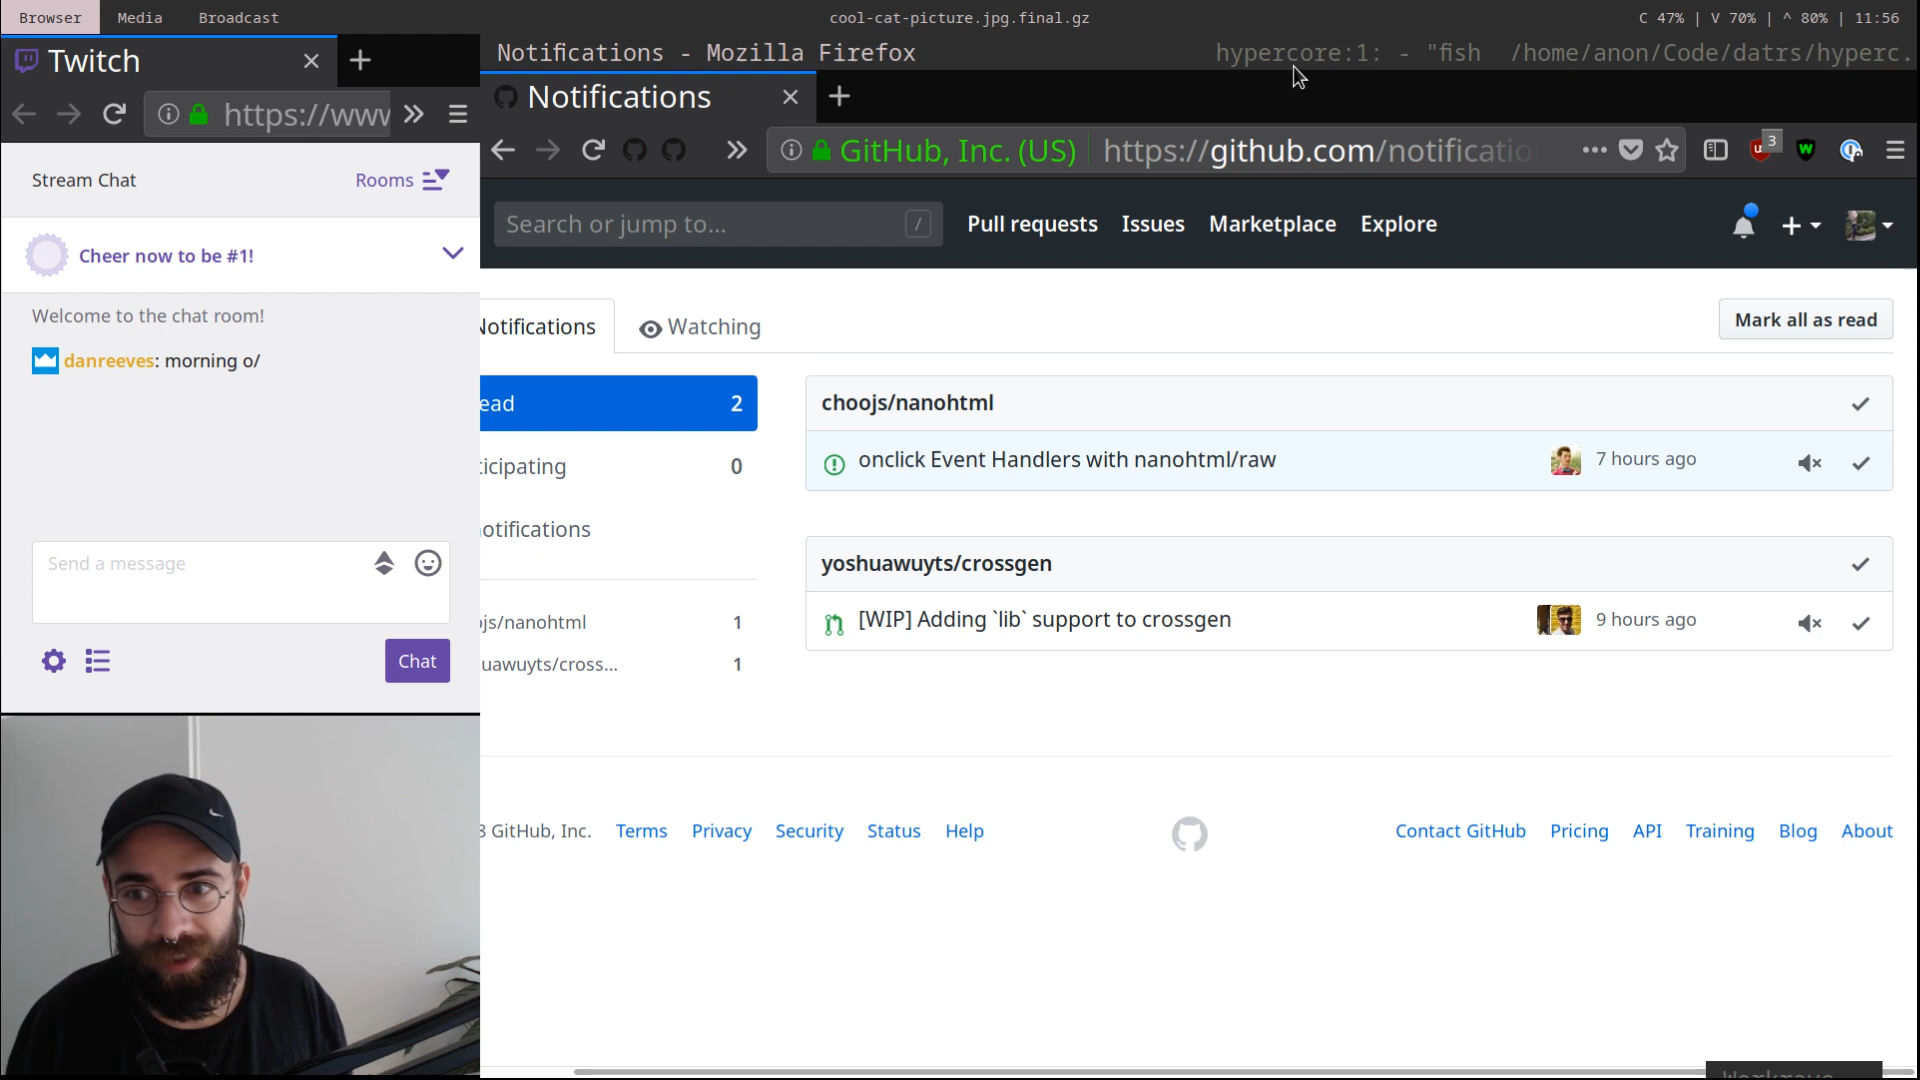 Browser Media Broadcast cool-cat-picture.jpg.final.gz C 47% | V 70% | ^ 80% | 11:56
Twitch
https://www
Stream Chat Rooms
Cheer now to be #1!
Welcome to the chat room!
danreeves: morning o/
Send a message
Chat
Notifications - Mozilla Firefox hypercore:1: - "fish /home/anon/Code/datrs/hyperc.
Notifications
GitHub, Inc. (US) https://github.com/notificatio 3
Search or jump to... / Pull requests Issues Marketplace Explore
Notifications Watching Mark all as read
ead 2
ticipating 0
notifications
ojs/nanohtml 1
uawuyts/cross... 1
choojs/nanohtml
onclick Event Handlers with nanohtml/raw 7 hours ago
yoshuawuyts/crossgen
[WIP] Adding `lib` support to crossgen 9 hours ago
8 GitHub, Inc. Terms Privacy Security Status Help Contact GitHub Pricing API Training Blog About